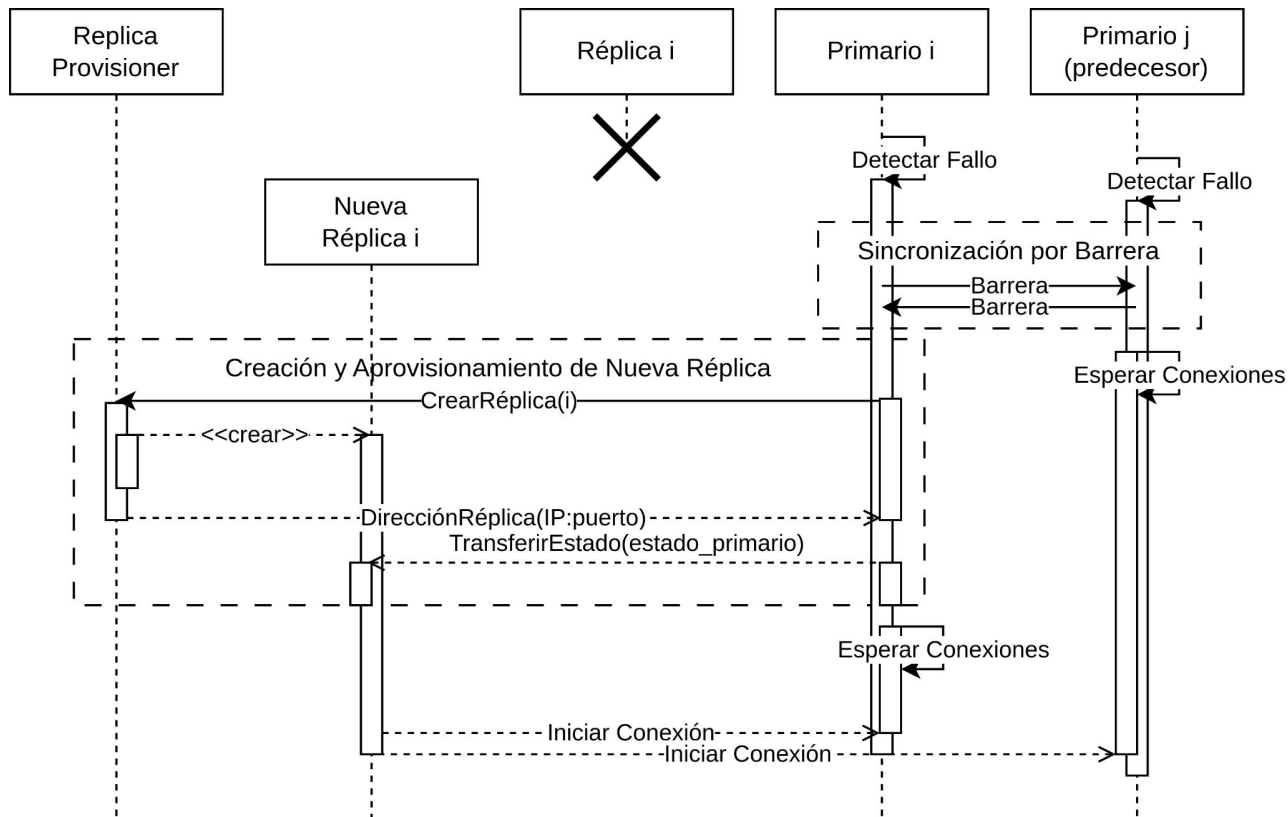 Replica
Provisioner
Réplica i
Primario i
Primario j
(predecesor)
Detectar Fallo
Detectar Fallo
Nueva
Réplica i
Sincronización por Barrera
Barrera
Barrera
Creación y Aprovisionamiento de Nueva Réplica
Esperar Conexiones
CrearRéplica(i)
<<crear>>
DirecciónRéplica(IP:puerto)
TransferirEstado(estado_primario)
Esperar Conexiones
Iniciar Conexión
Iniciar Conexión